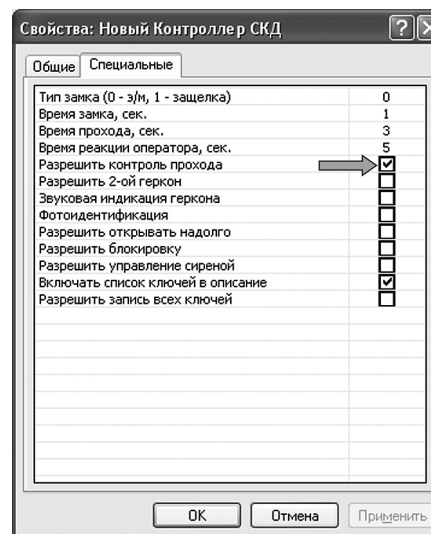 Свойства: Новый Контроллер СКД
Общие Специальные
Тип замка (0 - э/м, 1 - защелка) 0
Время замка, сек. 1
Время прохода, сек. 3
Время реакции оператора, сек. 5
Разрешить контроль прохода
Разрешить 2-ой геркон
Звуковая индикация геркона
Фотоидентификация
Разрешить открывать надолго
Разрешить блокировку
Разрешить управление сиреной
Включать список ключей в описание
Разрешить запись всех ключей
OK Отмена Применить